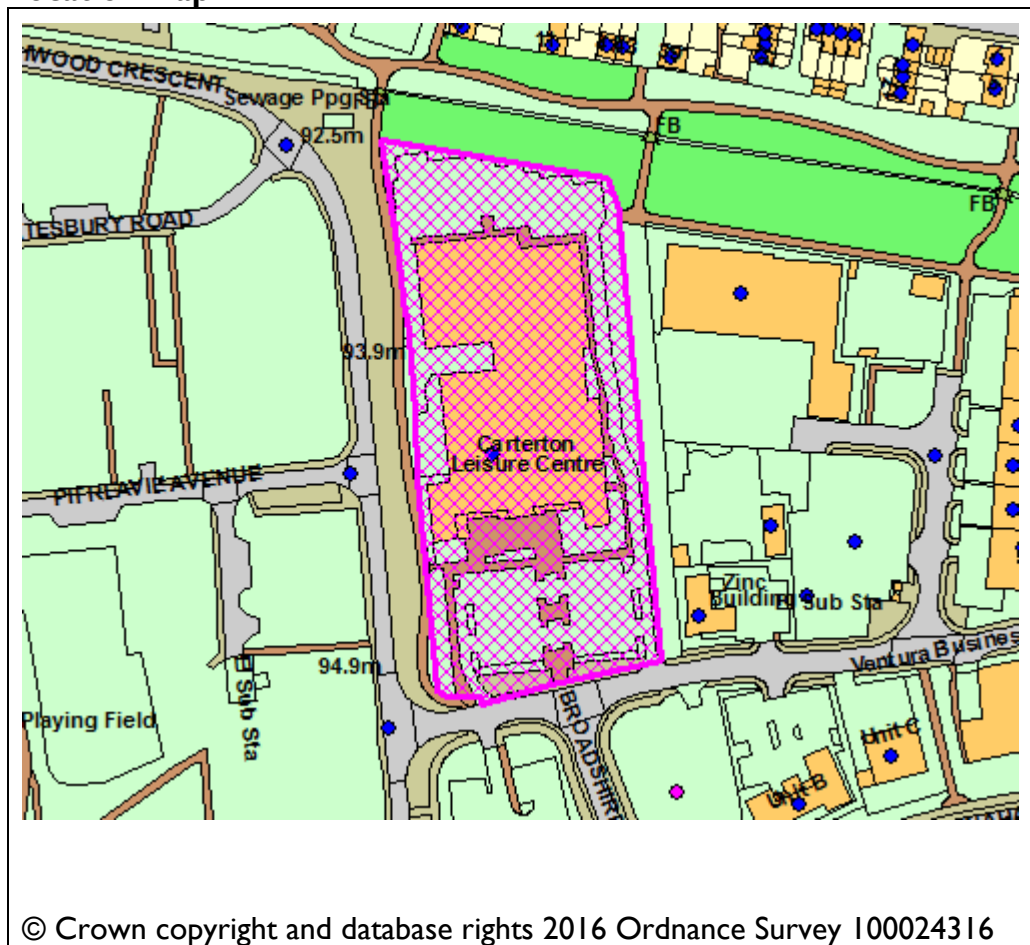 WOOD CRESCENT
Sewage Ppg Sta
92.5m
FB
TESBURY ROAD
FB
93.9m
Carterton
Leisure Centre
PITREAVIE AVENUE
Zinc
Building
El Sub Sta
Ventura Busines
94.9m
El Sub Sta
Playing Field
BROADSHIR
Unit C
Unit B
© Crown copyright and database rights 2016 Ordnance Survey 100024316